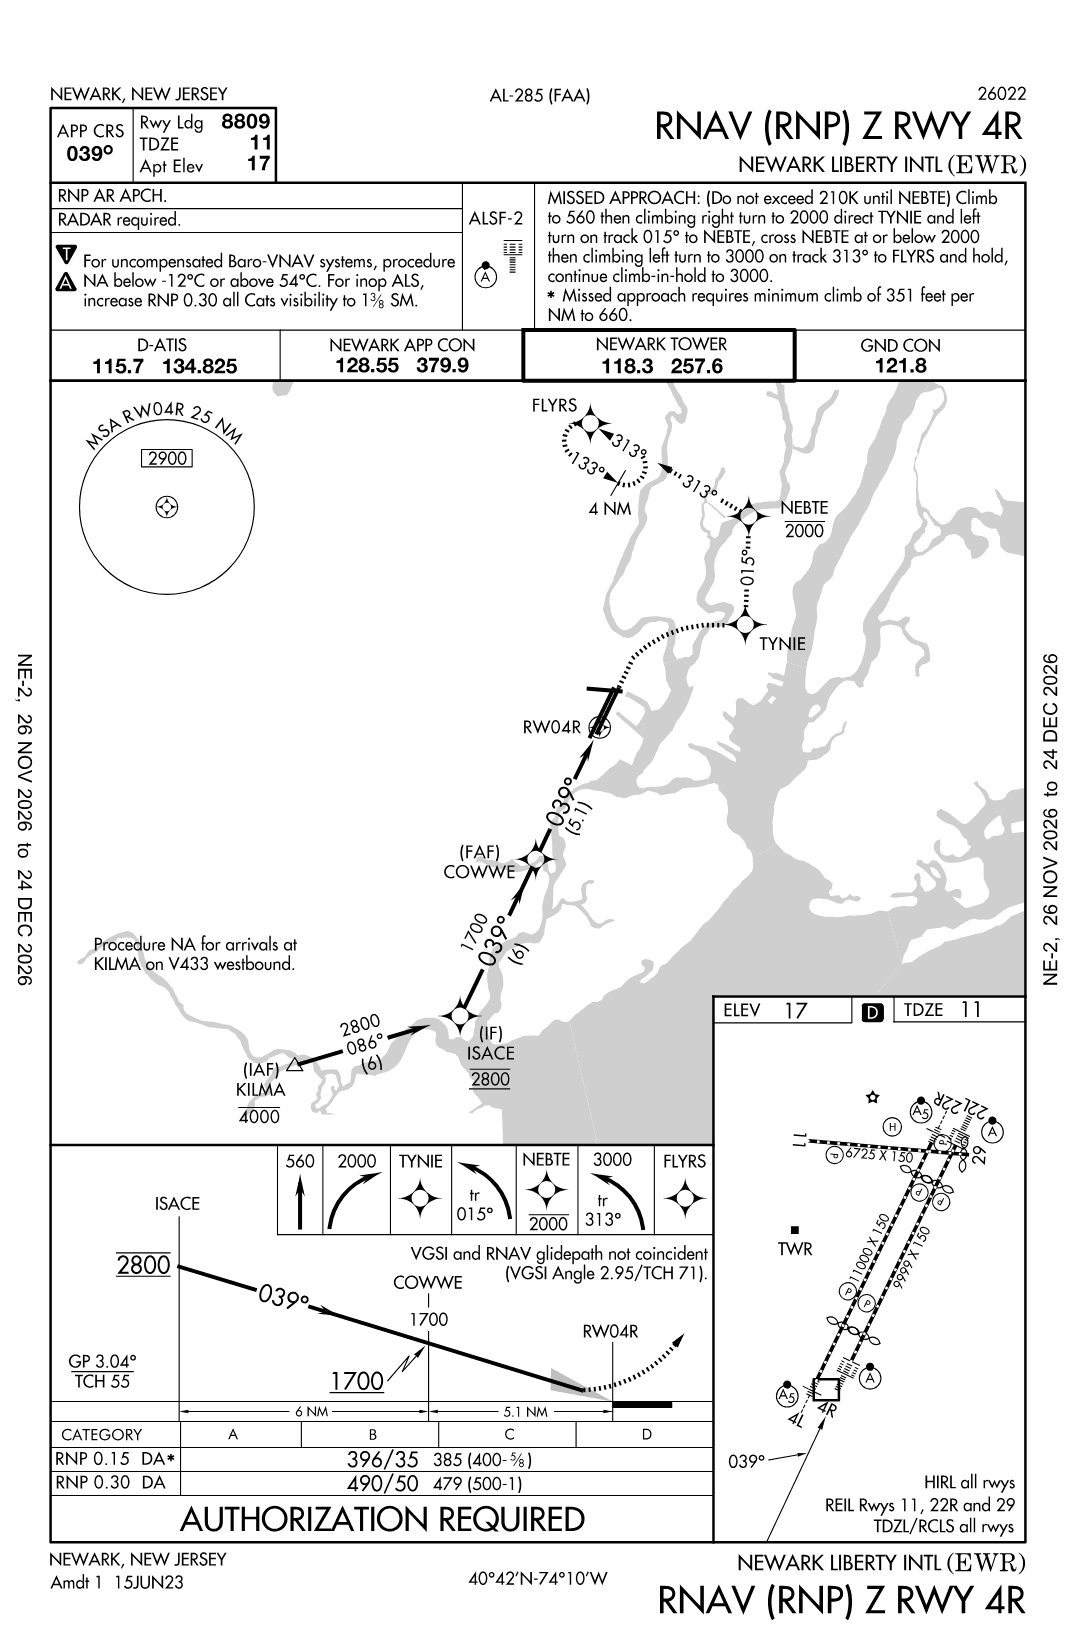 NEWARK, NEW JERSEY
AL-285 (FAA)
26022
RNAV (RNP) Z RWY 4R
NEWARK LIBERTY INTL (EWR)
APP CRS
039°
Rwy Ldg 8809
TDZE 11
Apt Elev 17
RNP AR APCH.
RADAR required.
T
A
For uncompensated Baro-VNAV systems, procedure
NA below -12°C or above 54°C. For inop ALS,
increase RNP 0.30 all Cats visibility to 1⅜ SM.
ALSF-2
A
MISSED APPROACH: (Do not exceed 210K until NEBTE) Climb
to 560 then climbing right turn to 2000 direct TYNIE and left
turn on track 015° to NEBTE, cross NEBTE at or below 2000
then climbing left turn to 3000 on track 313° to FLYRS and hold,
continue climb-in-hold to 3000.
* Missed approach requires minimum climb of 351 feet per
NM to 660.
D-ATIS
115.7 134.825
NEWARK APP CON
128.55 379.9
NEWARK TOWER
118.3 257.6
GND CON
121.8
MSA RW04R 25 NM
2900
FLYRS
313°
133°
4 NM
313°
NEBTE
2000
015°
TYNIE
RW04R
039°
(5.1)
(FAF)
COWWE
1700
039°
(6)
Procedure NA for arrivals at
KILMA on V433 westbound.
2800
086°
(6)
(IAF)
KILMA
4000
(IF)
ISACE
2800
NE-2, 26 NOV 2026 to 24 DEC 2026
NE-2, 26 NOV 2026 to 24 DEC 2026
ELEV 17
D
TDZE 11
A5
22R
22L
A
H
11
P
6725 X 150
P
29
P
P
TWR
11000 X 150
9999 X 150
P
P
A5
A
4L
4R
039°
HIRL all rwys
REIL Rwys 11, 22R and 29
TDZL/RCLS all rwys
560
2000
TYNIE
tr
015°
NEBTE
2000
3000
tr
313°
FLYRS
VGSI and RNAV glidepath not coincident
(VGSI Angle 2.95/TCH 71).
ISACE
2800
039°
COWWE
1700
1700
RW04R
GP 3.04°
TCH 55
6 NM
5.1 NM
CATEGORY A B C D
RNP 0.15 DA* 396/35 385 (400-⅝)
RNP 0.30 DA 490/50 479 (500-1)
AUTHORIZATION REQUIRED
NEWARK, NEW JERSEY
Amdt 1 15JUN23
40°42'N-74°10'W
NEWARK LIBERTY INTL (EWR)
RNAV (RNP) Z RWY 4R